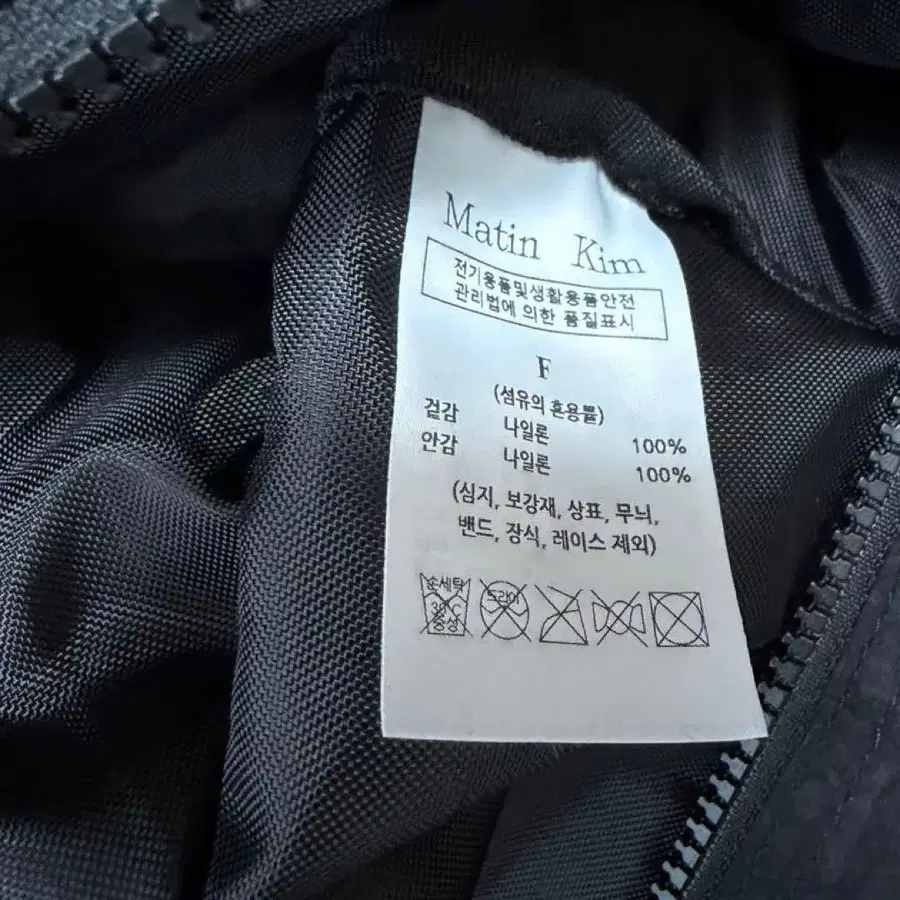 Matin Kim
전기용품및생활용품안전
관리법에 의한 품질표시
F
(섬유의 혼용률)
겉감 나일론 100%
안감 나일론 100%
(심지, 보강재, 상표, 무늬,
밴드, 장식, 레이스 제외)
손세탁 드라이
30°C
중성